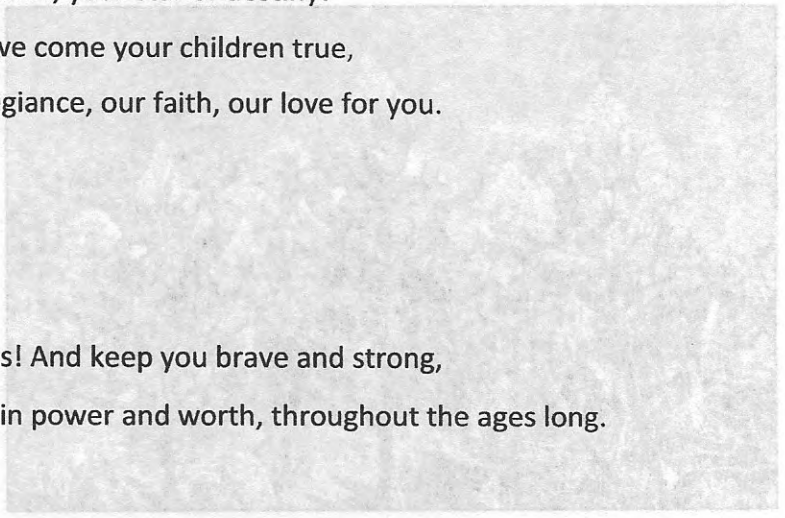 ve come your children true,
giance, our faith, our love for you.
s! And keep you brave and strong,
in power and worth, throughout the ages long.